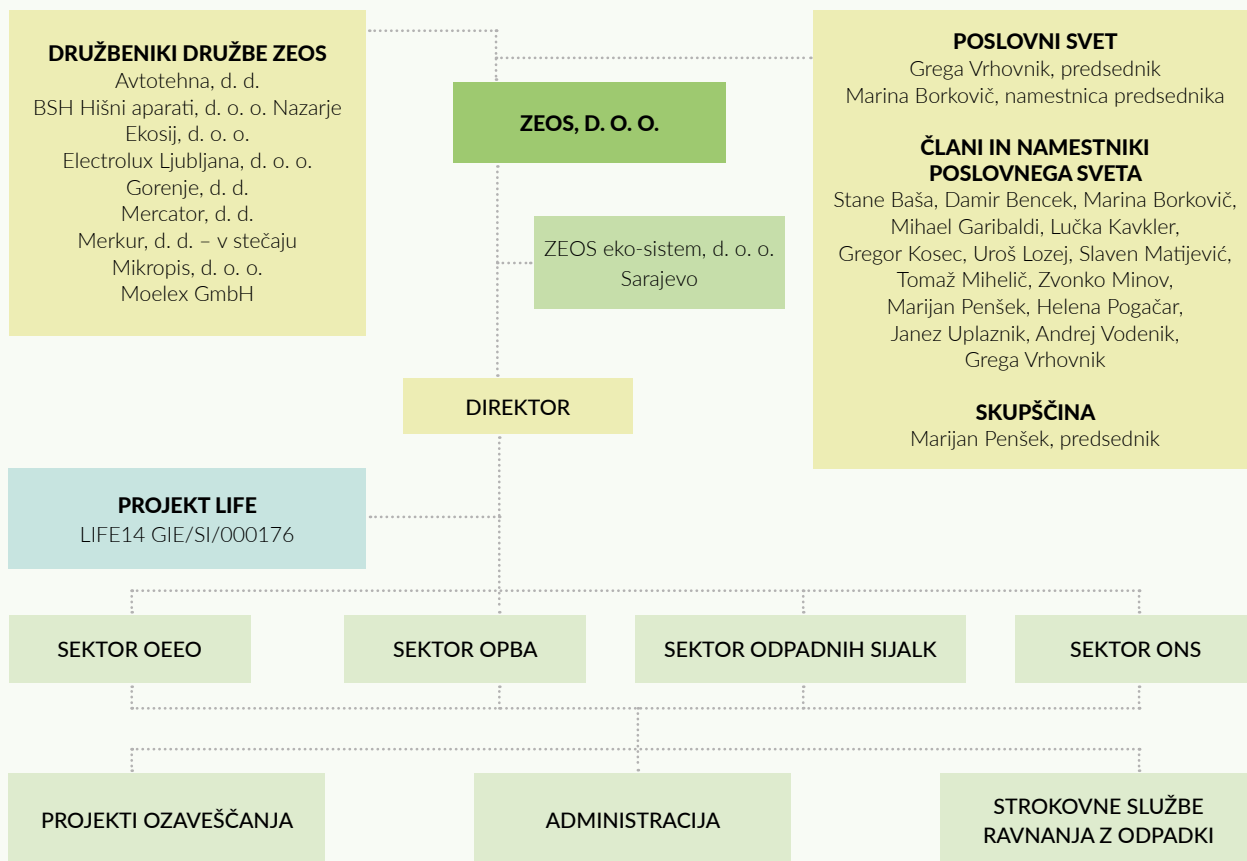 DRUŽBENIKI DRUŽBE ZEOS
Avtotehna, d. d.
BSH Hišni aparati, d. o. o. Nazarje
Ekosij, d. o. o.
Electrolux Ljubljana, d. o. o.
Gorenje, d. d.
Mercator, d. d.
Merkur, d. d. – v stečaju
Mikropis, d. o. o.
Moelex GmbH
ZEOS, D. O. O.
ZEOS eko-sistem, d. o. o.
Sarajevo
POSLOVNI SVET
Grega Vrhovnik, predsednik
Marina Borkovič, namestnica predsednika
ČLANI IN NAMESTNIKI
POSLOVNEGA SVETA
Stane Baša, Damir Bencek, Marina Borkovič,
Mihael Garibaldi, Lučka Kavkler,
Gregor Kosec, Uroš Lozej, Slaven Matijević,
Tomaž Mihelič, Zvonko Minov,
Marijan Penšek, Helena Pogačar,
Janez Uplaznik, Andrej Vodenik,
Grega Vrhovnik
SKUPŠČINA
Marijan Penšek, predsednik
DIREKTOR
PROJEKT LIFE
LIFE14 GIE/SI/000176
SEKTOR OEEO
SEKTOR OPBA
SEKTOR ODPADNIH SIJALK
SEKTOR ONS
PROJEKTI OZAVEŠČANJA
ADMINISTRACIJA
STROKOVNE SLUŽBE
RAVNANJA Z ODPADKI